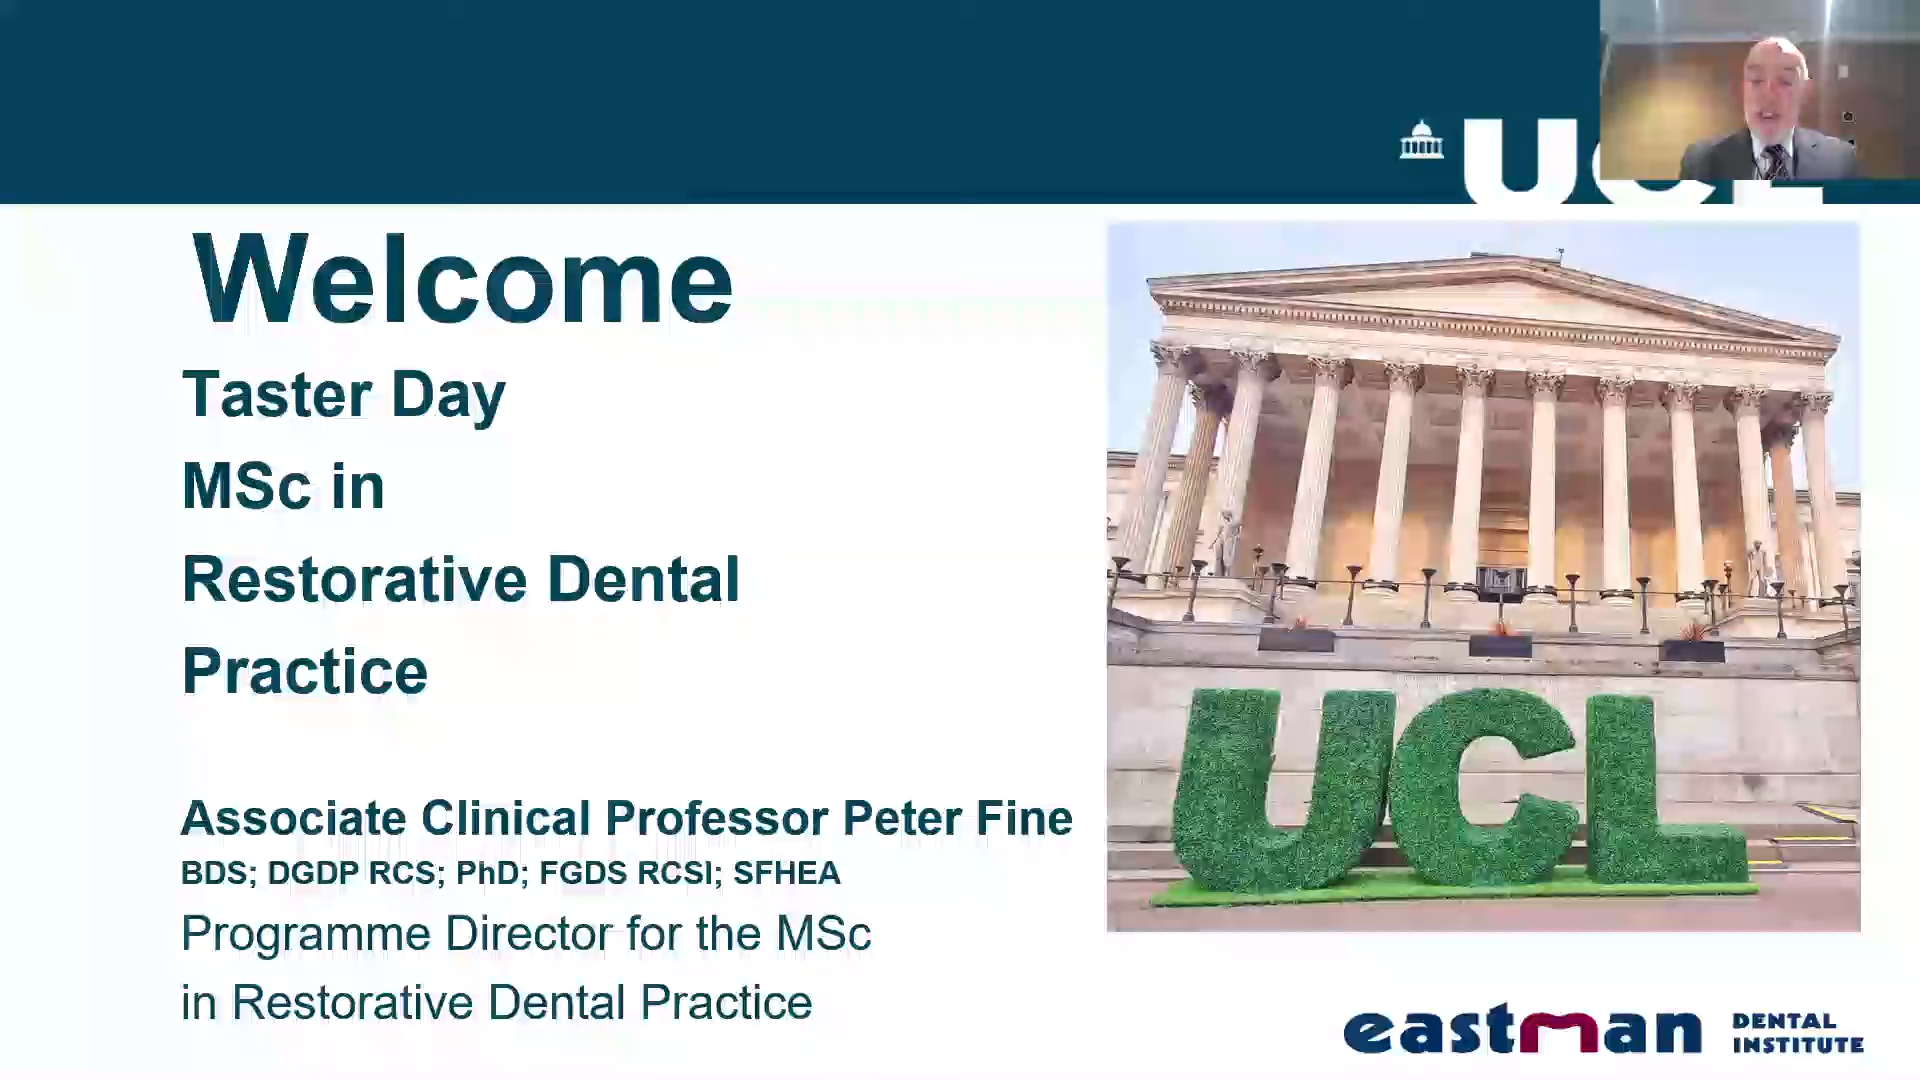 UCL
Welcome
Taster Day
MSc in
Restorative Dental
Practice
UCL
Associate Clinical Professor Peter Fine
BDS; DGDP RCS; PhD; FGDS RCSI; SFHEA
Programme Director for the MSc
in Restorative Dental Practice
eastman DENTAL
INSTITUTE